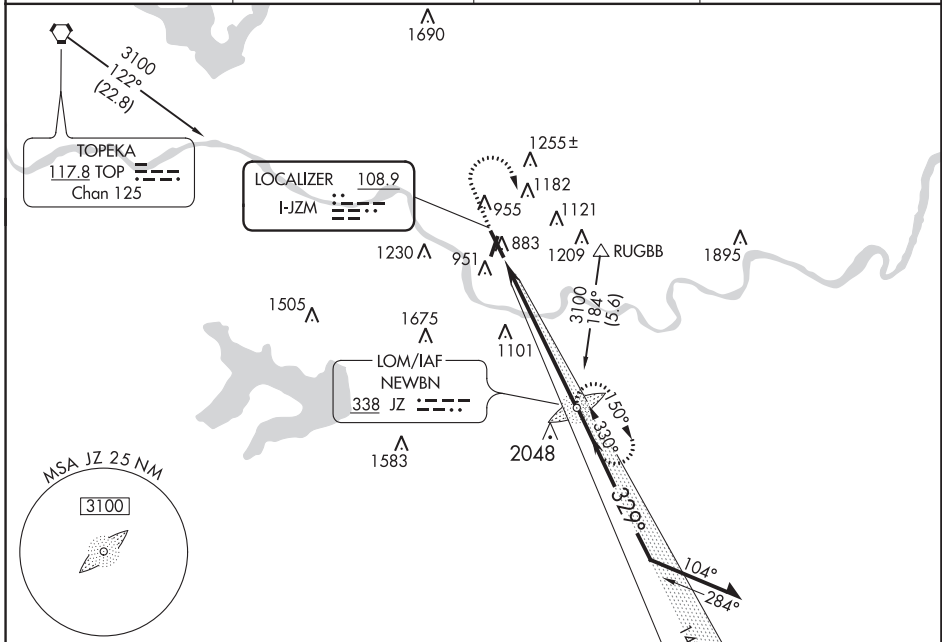 1690
3100
122°
(22.8)
TOPEKA
117.8 TOP
Chan 125
LOCALIZER 108.9
I-JZM
1255±
1182
955
1121
883
1209
RUGBB
1895
1230
951
3100
184°
(5.6)
1505
1675
1101
LOM/IAF
NEWBN
338 JZ
150°
330°
2048
1583
329°
MSA JZ 25 NM
3100
104°
284°